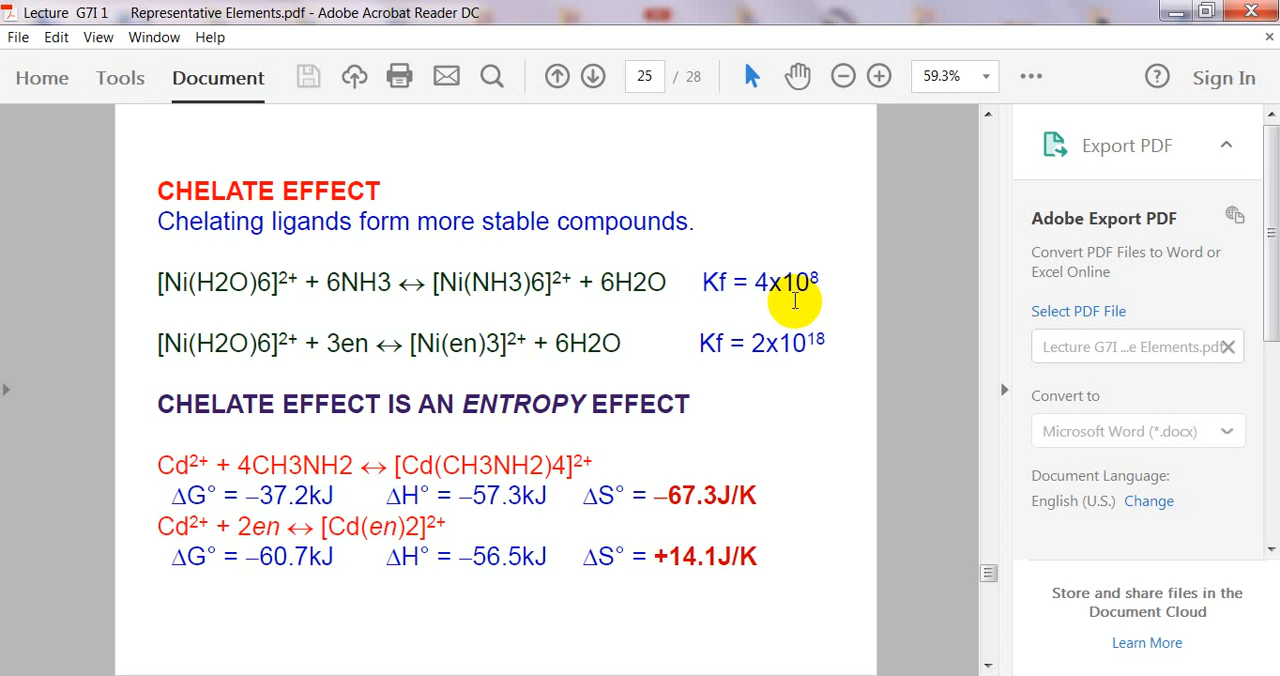 Lecture G7I 1 Representative Elements.pdf - Adobe Acrobat Reader DC
File Edit View Window Help
Home Tools Document 25 / 28 59.3% Sign In
CHELATE EFFECT
Chelating ligands form more stable compounds.
[Ni(H2O)6]²⁺ + 6NH3 ↔ [Ni(NH3)6]²⁺ + 6H2O Kf = 4x10⁸
[Ni(H2O)6]²⁺ + 3en ↔ [Ni(en)3]²⁺ + 6H2O Kf = 2x10¹⁸
CHELATE EFFECT IS AN ENTROPY EFFECT
Cd²⁺ + 4CH3NH2 ↔ [Cd(CH3NH2)4]²⁺
ΔG° = –37.2kJ ΔH° = –57.3kJ ΔS° = –67.3J/K
Cd²⁺ + 2en ↔ [Cd(en)2]²⁺
ΔG° = –60.7kJ ΔH° = –56.5kJ ΔS° = +14.1J/K
Export PDF
Adobe Export PDF
Convert PDF Files to Word or
Excel Online
Select PDF File
Lecture G7I ...e Elements.pdf
Convert to
Microsoft Word (*.docx)
Document Language:
English (U.S.) Change
Store and share files in the
Document Cloud
Learn More